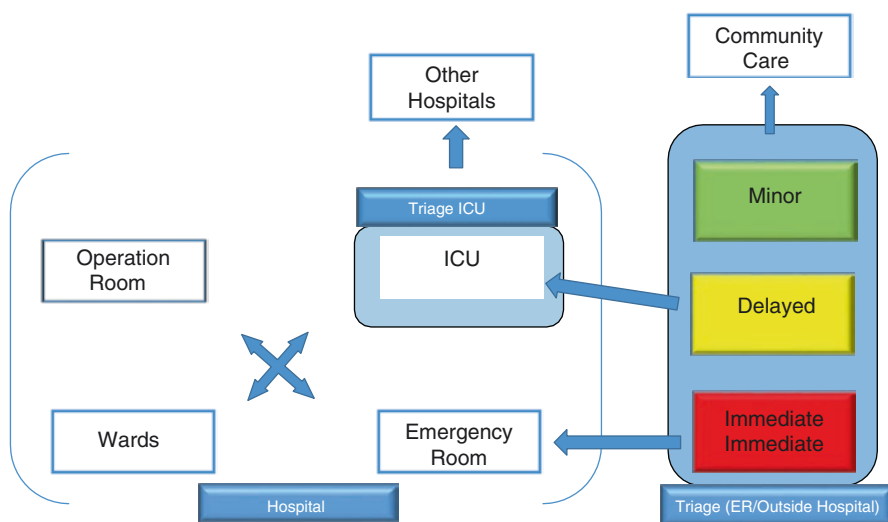 Community
Care
Other
Hospitals
Triage ICU
ICU
Operation
Room
Wards
Emergency
Room
Hospital
Minor
Delayed
Immediate
Immediate
Triage (ER/Outside Hospital)